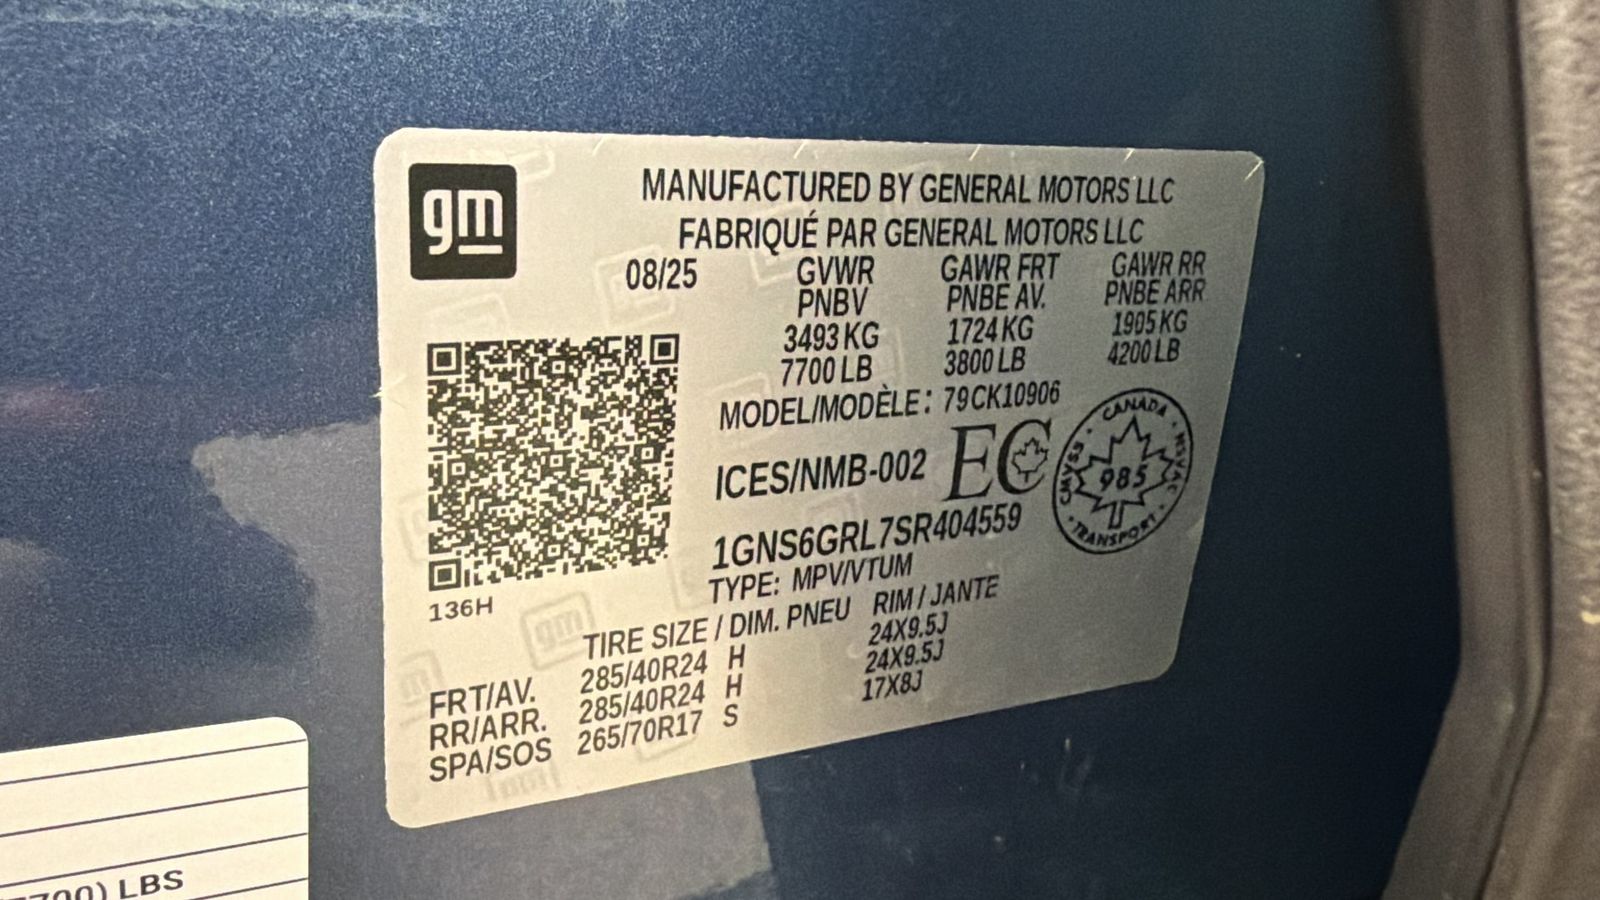 gm
MANUFACTURED BY GENERAL MOTORS LLC
FABRIQUÉ PAR GENERAL MOTORS LLC
08/25 GVWR GAWR FRT GAWR RR
PNBV PNBE AV. PNBE ARR
3493 KG 1724 KG 1905 KG
7700 LB 3800 LB 4200 LB
MODEL/MODÈLE: 79CK10906
ICES/NMB-002 EC
CANADA CMVSS NSVAC 985 TRANSPORT
1GNS6GRL7SR404559
TYPE: MPV/VTUM
136H
TIRE SIZE / DIM. PNEU RIM / JANTE
FRT/AV. 285/40R24 H 24X9.5J
RR/ARR. 285/40R24 H 24X9.5J
SPA/SOS 265/70R17 S 17X8J
LBS